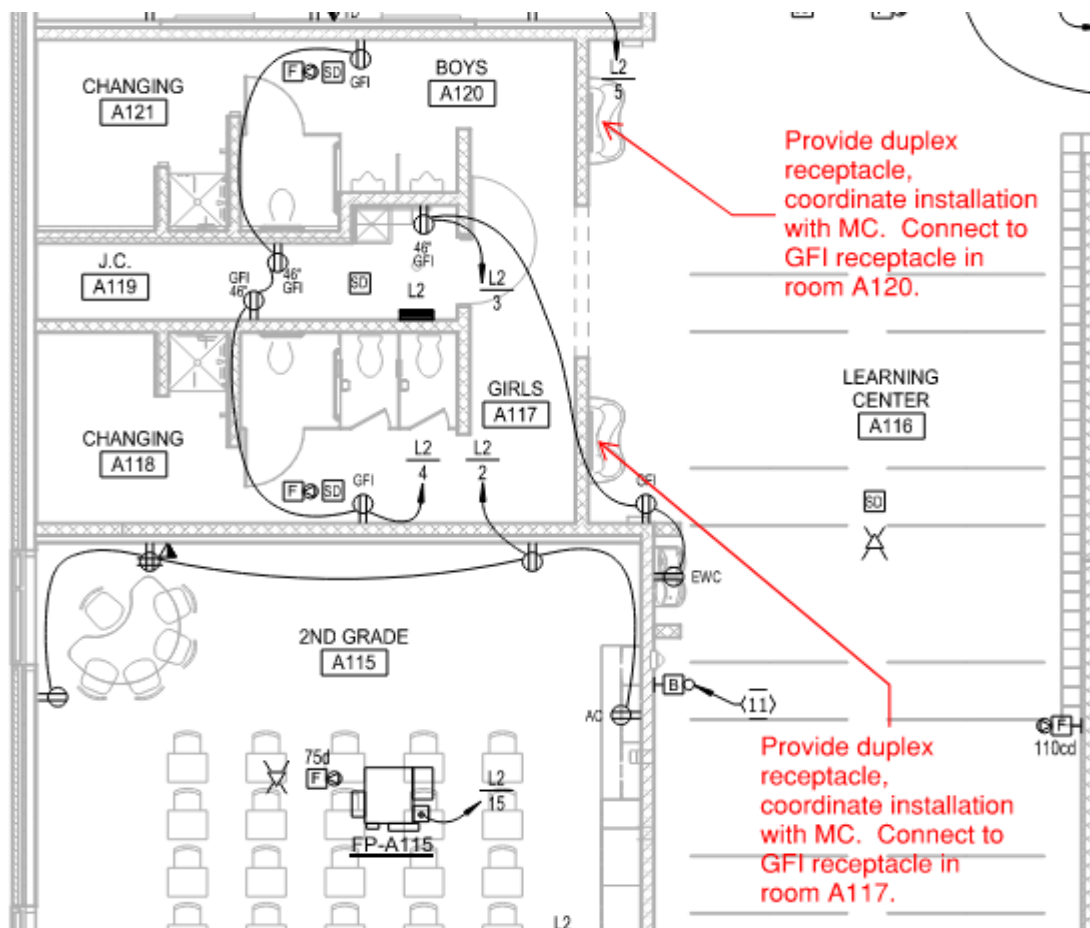 F
SD
GFI
BOYS
A120
CHANGING
A121
L2
5
Provide duplex
receptacle,
coordinate installation
with MC. Connect to
GFI receptacle in
room A120.
46"
GFI
J.C.
A119
GFI
46"
46"
GFI
SD
L2
L2
3
LEARNING
CENTER
A116
GIRLS
A117
CHANGING
A118
L2
4
L2
2
F
SD
GFI
GFI
SD
EWC
2ND GRADE
A115
B
11
AC
F
110cd
75d
F
L2
15
FP-A115
Provide duplex
receptacle,
coordinate installation
with MC. Connect to
GFI receptacle in
room A117.
L2